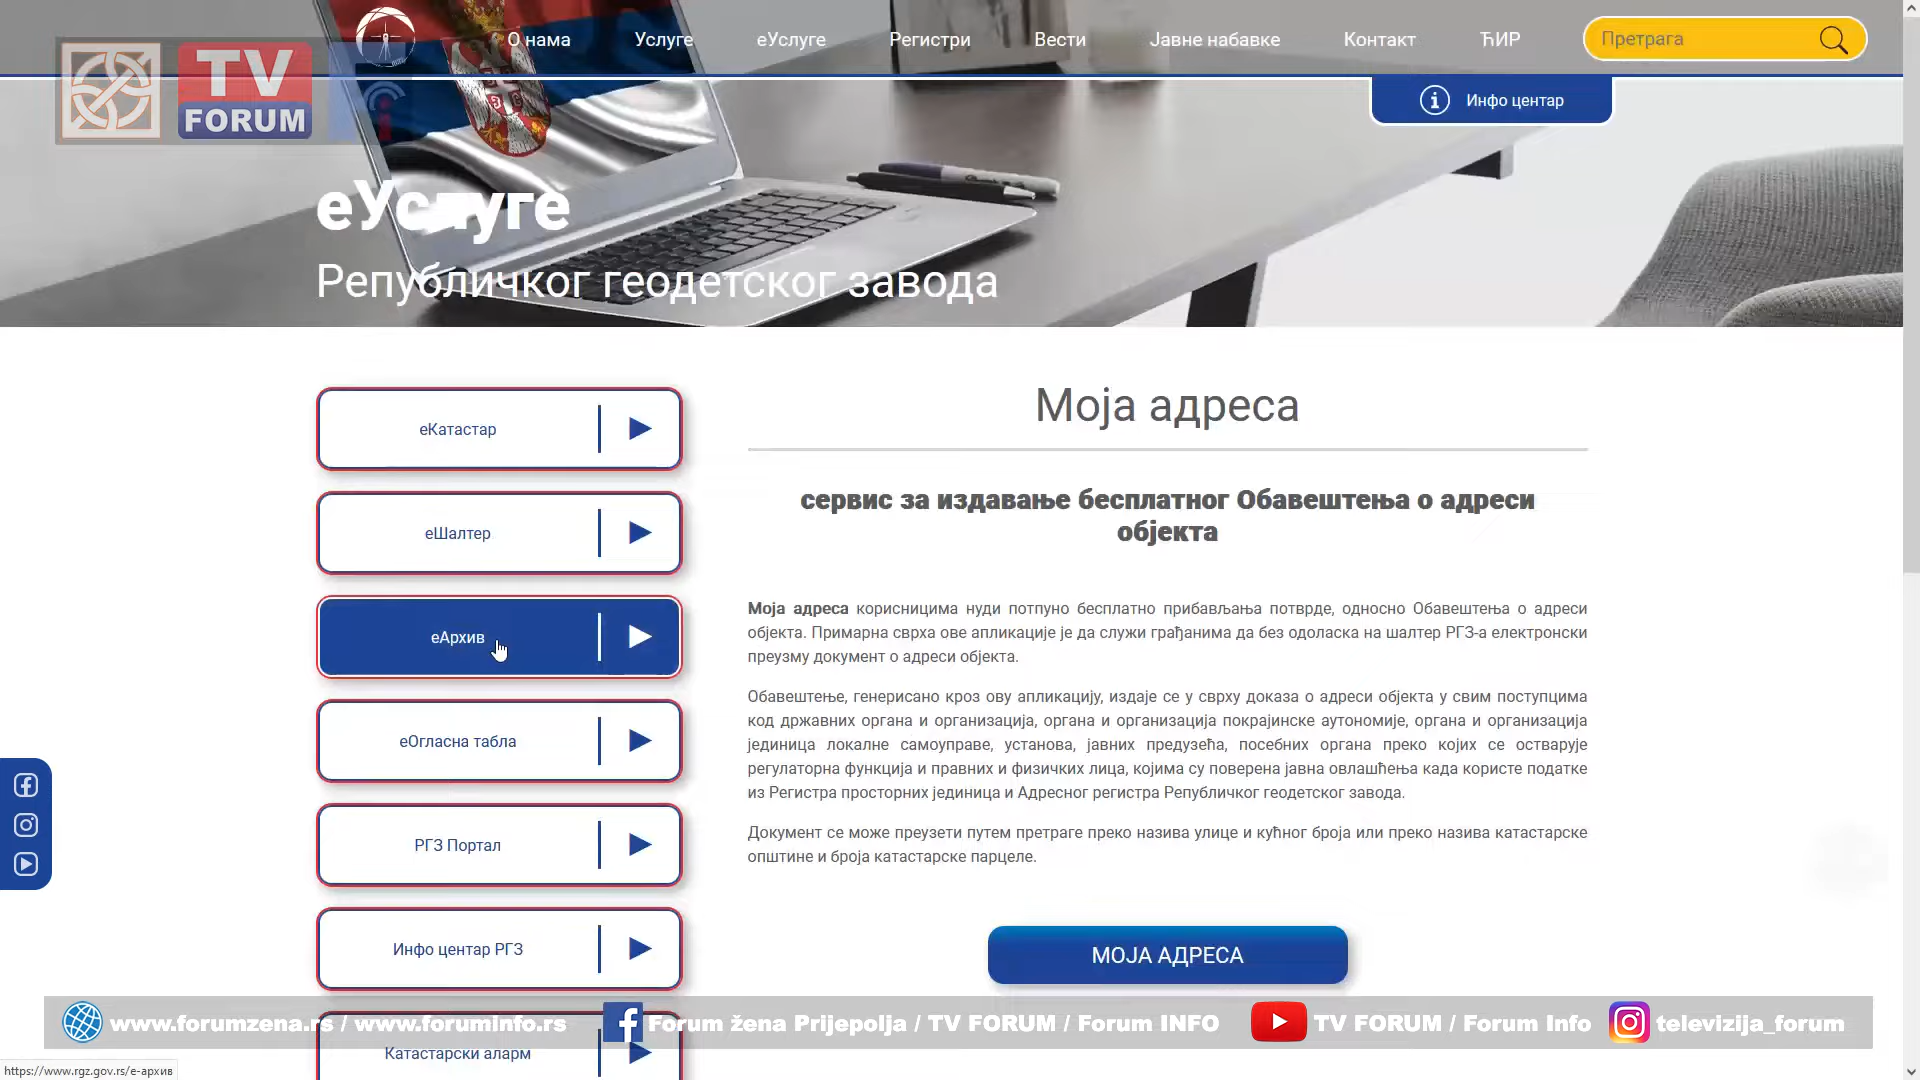 О нама
Услуге
еУслуге
Регистри
Вести
Јавне набавке
Контакт
ЋИР
Претрага
TV
FORUM
Инфо центар
еУслуге
Републичког геодетског завода
еКатастар
еШалтер
еАрхив
еОгласна табла
РГЗ Портал
Инфо центар РГЗ
Катастарски аларм
Моја адреса
сервис за издавање бесплатног Обавештења о адреси
објекта
Моја адреса корисницима нуди потпуно бесплатно прибављања потврде, односно Обавештења о адреси
објекта. Примарна сврха ове апликације је да служи грађанима да без одоласка на шалтер РГЗ-а електронски
преузму документ о адреси објекта.
Обавештење, генерисано кроз ову апликацију, издаје се у сврху доказа о адреси објекта у свим поступцима
код државних органа и организација, органа и организација покрајинске аутономије, органа и организација
јединица локалне самоуправе, установа, јавних предузећа, посебних органа преко којих се остварује
регулаторна функција и правних и физичких лица, којима су поверена јавна овлашћења када користе податке
из Регистра просторних јединица и Адресног регистра Републичког геодетског завода.
Документ се може преузети путем претраге преко назива улице и кућног броја или преко назива катастарске
општине и броја катастарске парцеле.
МОЈА АДРЕСА
www.forumzena.rs / www.foruminfo.rs
Forum žena Prijepolja / TV FORUM / Forum INFO
TV FORUM / Forum Info
televizija_forum
https://www.rgz.gov.rs/е-архив